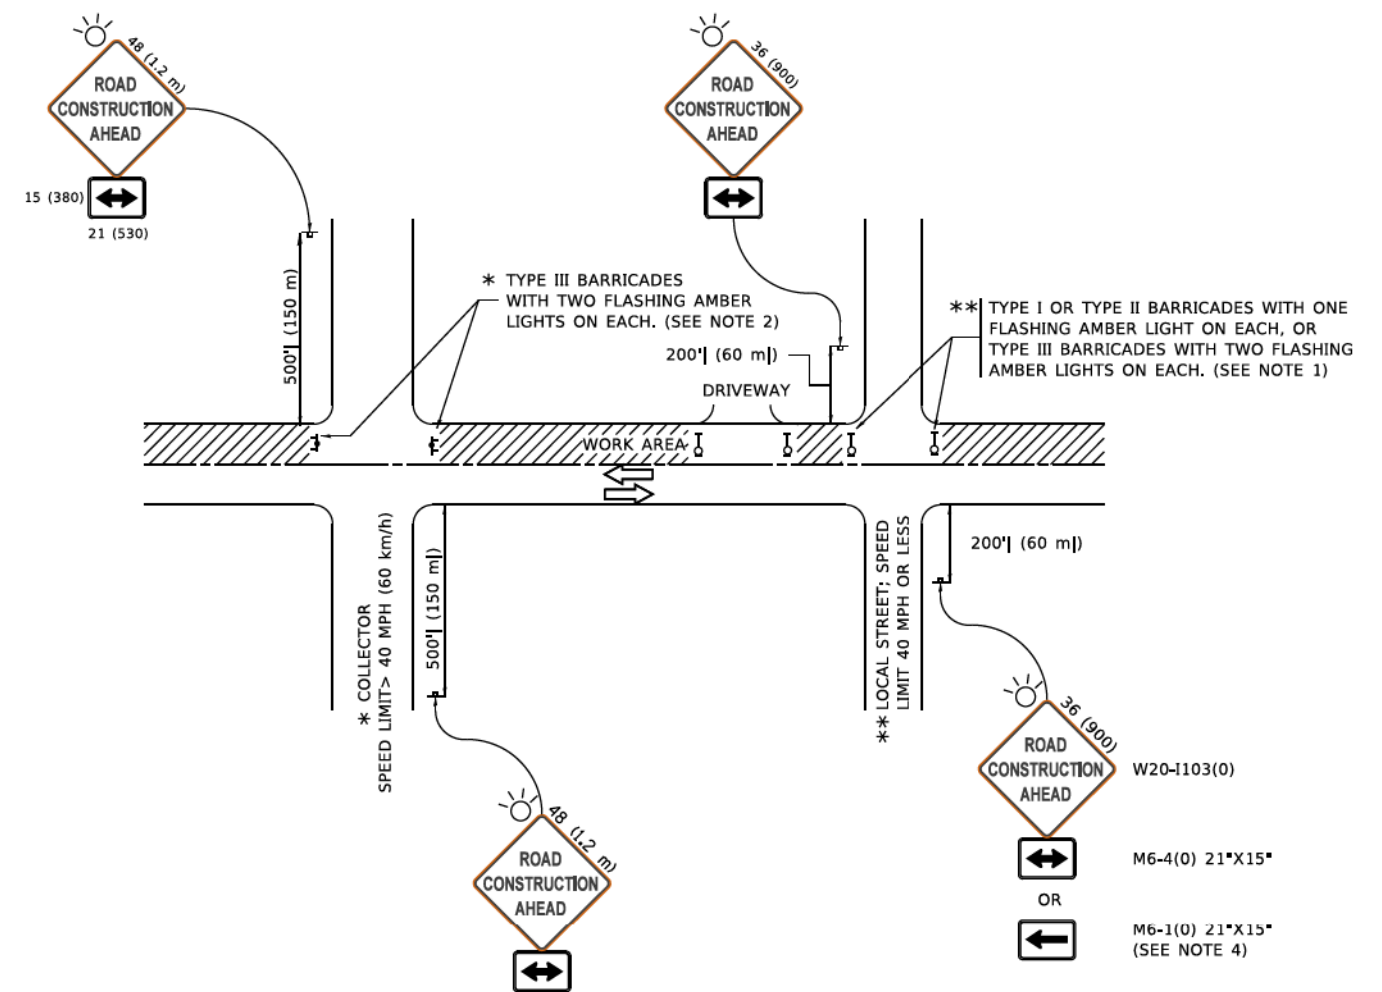 48 (1.2 m)
ROAD
CONSTRUCTION
AHEAD
15 (380)
21 (530)
36 (900)
ROAD
CONSTRUCTION
AHEAD
500'| (150 m)
* TYPE III BARRICADES
WITH TWO FLASHING AMBER
LIGHTS ON EACH. (SEE NOTE 2)
200'| (60 m|)
DRIVEWAY
** TYPE I OR TYPE II BARRICADES WITH ONE
FLASHING AMBER LIGHT ON EACH, OR
TYPE III BARRICADES WITH TWO FLASHING
AMBER LIGHTS ON EACH. (SEE NOTE 1)
WORK AREA
* COLLECTOR
SPEED LIMIT> 40 MPH (60 km/h)
500'| (150 m|)
** LOCAL STREET; SPEED
LIMIT 40 MPH OR LESS
200'| (60 m|)
48 (1.2 m)
ROAD
CONSTRUCTION
AHEAD
36 (900)
ROAD
CONSTRUCTION
AHEAD
W20-I103(0)
M6-4(0) 21"X15"
OR
M6-1(0) 21"X15"
(SEE NOTE 4)